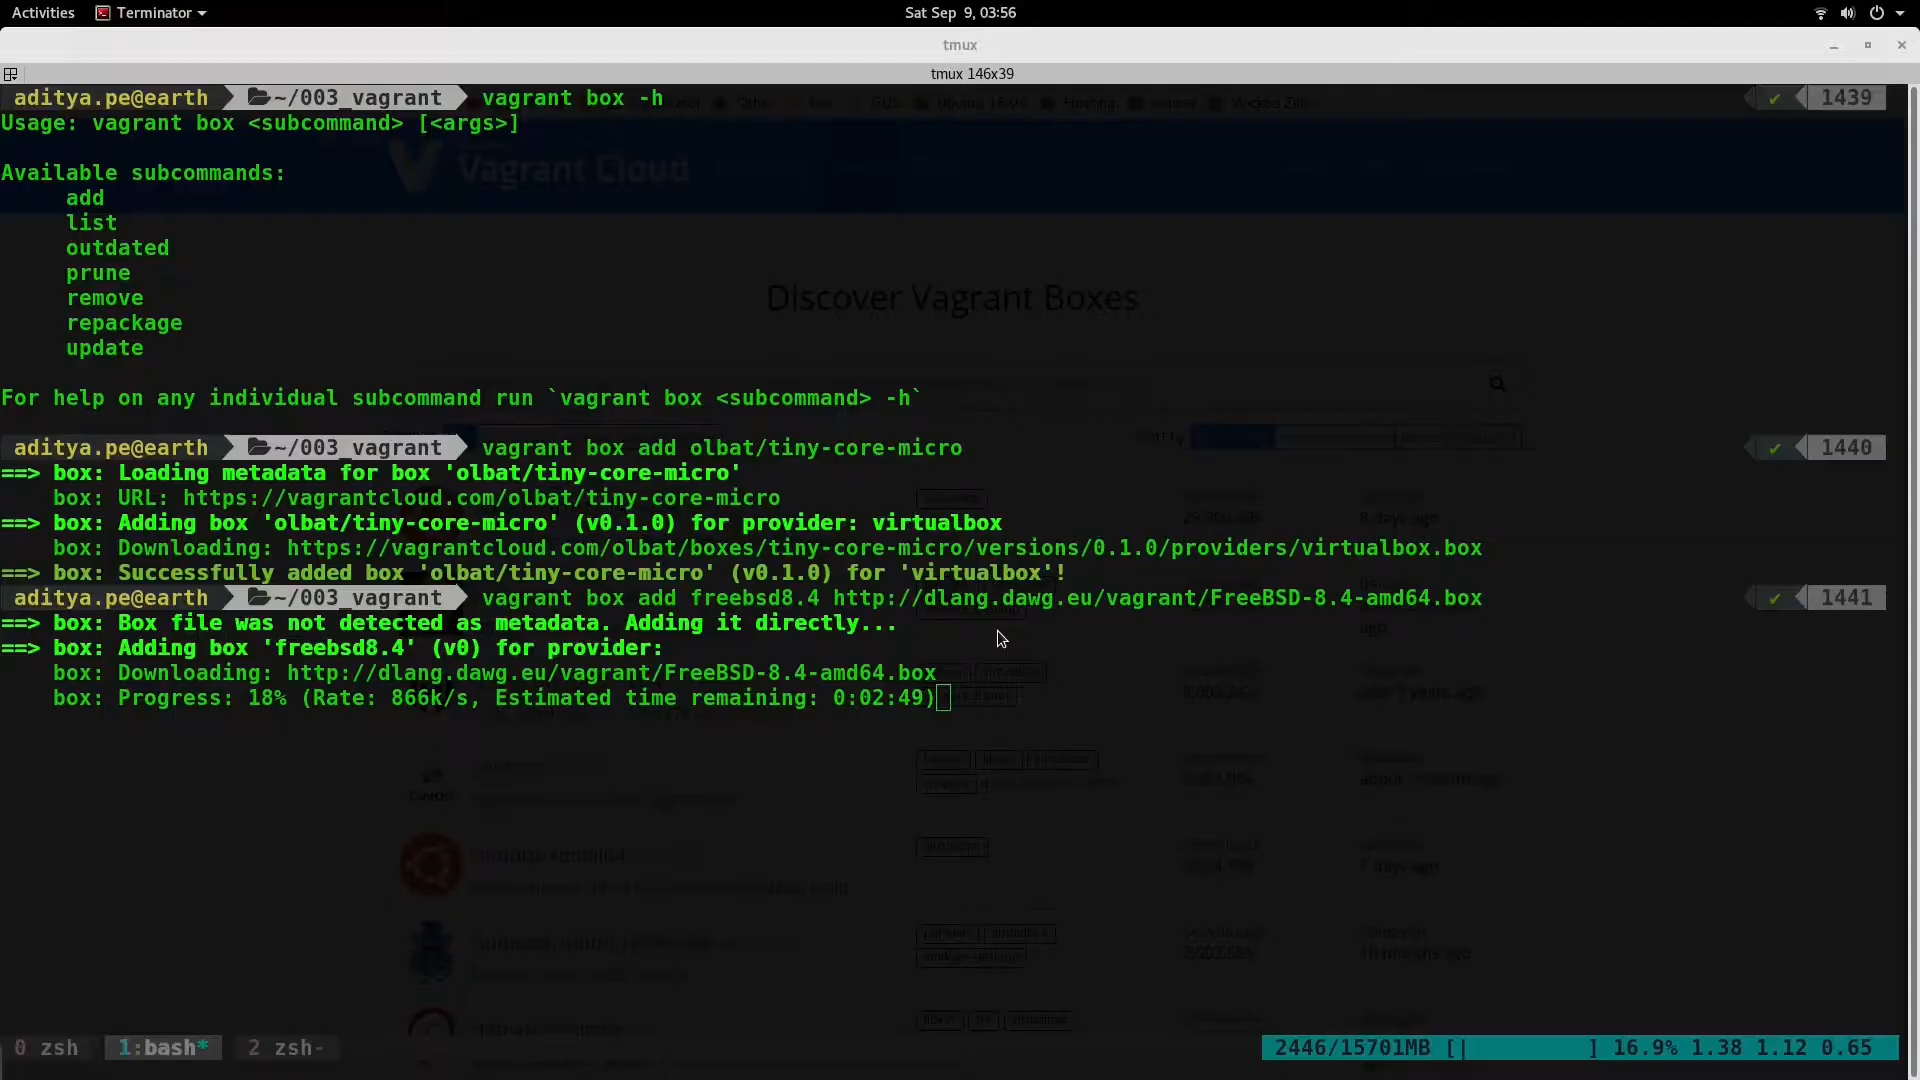 Activities Terminator Sat Sep 9, 03:56
tmux
tmux 146x39
aditya.pe@earth ~/003_vagrant vagrant box -h ✔ 1439
Usage: vagrant box <subcommand> [<args>]
Vagrant Cloud
Available subcommands:
add
list
outdated
prune
remove
repackage
update
Discover Vagrant Boxes
For help on any individual subcommand run `vagrant box <subcommand> -h`
aditya.pe@earth ~/003_vagrant vagrant box add olbat/tiny-core-micro ✔ 1440
==> box: Loading metadata for box 'olbat/tiny-core-micro'
box: URL: https://vagrantcloud.com/olbat/tiny-core-micro
==> box: Adding box 'olbat/tiny-core-micro' (v0.1.0) for provider: virtualbox
box: Downloading: https://vagrantcloud.com/olbat/boxes/tiny-core-micro/versions/0.1.0/providers/virtualbox.box
==> box: Successfully added box 'olbat/tiny-core-micro' (v0.1.0) for 'virtualbox'!
aditya.pe@earth ~/003_vagrant vagrant box add freebsd8.4 http://dlang.dawg.eu/vagrant/FreeBSD-8.4-amd64.box ✔ 1441
==> box: Box file was not detected as metadata. Adding it directly...
==> box: Adding box 'freebsd8.4' (v0) for provider:
box: Downloading: http://dlang.dawg.eu/vagrant/FreeBSD-8.4-amd64.box
box: Progress: 18% (Rate: 866k/s, Estimated time remaining: 0:02:49)
0 zsh 1:bash* 2 zsh- 2446/15701MB [| ] 16.9% 1.38 1.12 0.65